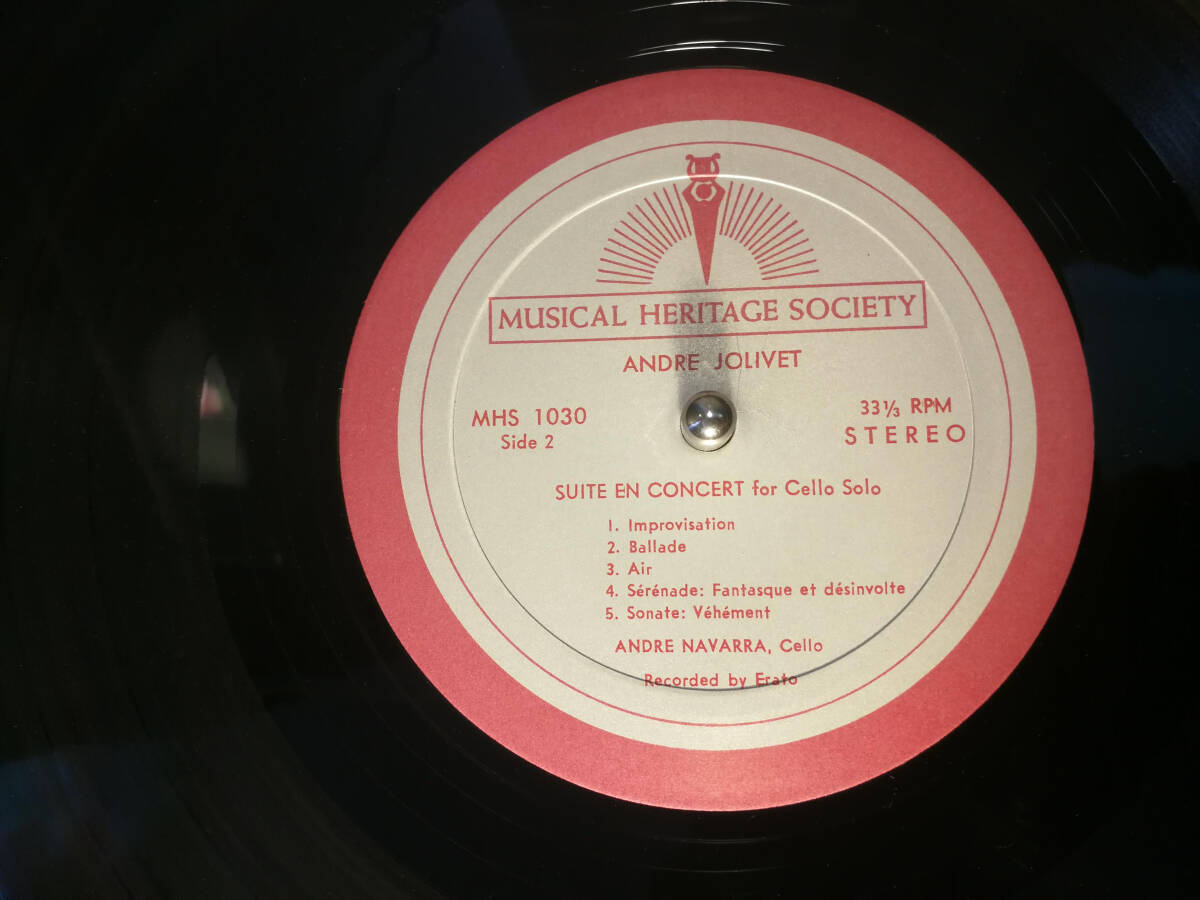 MUSICAL HERITAGE SOCIETY
ANDRE JOLIVET
MHS 1030
Side 2
33 1/3 RPM
STEREO
SUITE EN CONCERT for Cello Solo
1. Improvisation
2. Ballade
3. Air
4. Sérénade: Fantasque et désinvolte
5. Sonate: Véhément
ANDRE NAVARRA, Cello
Recorded by Erato